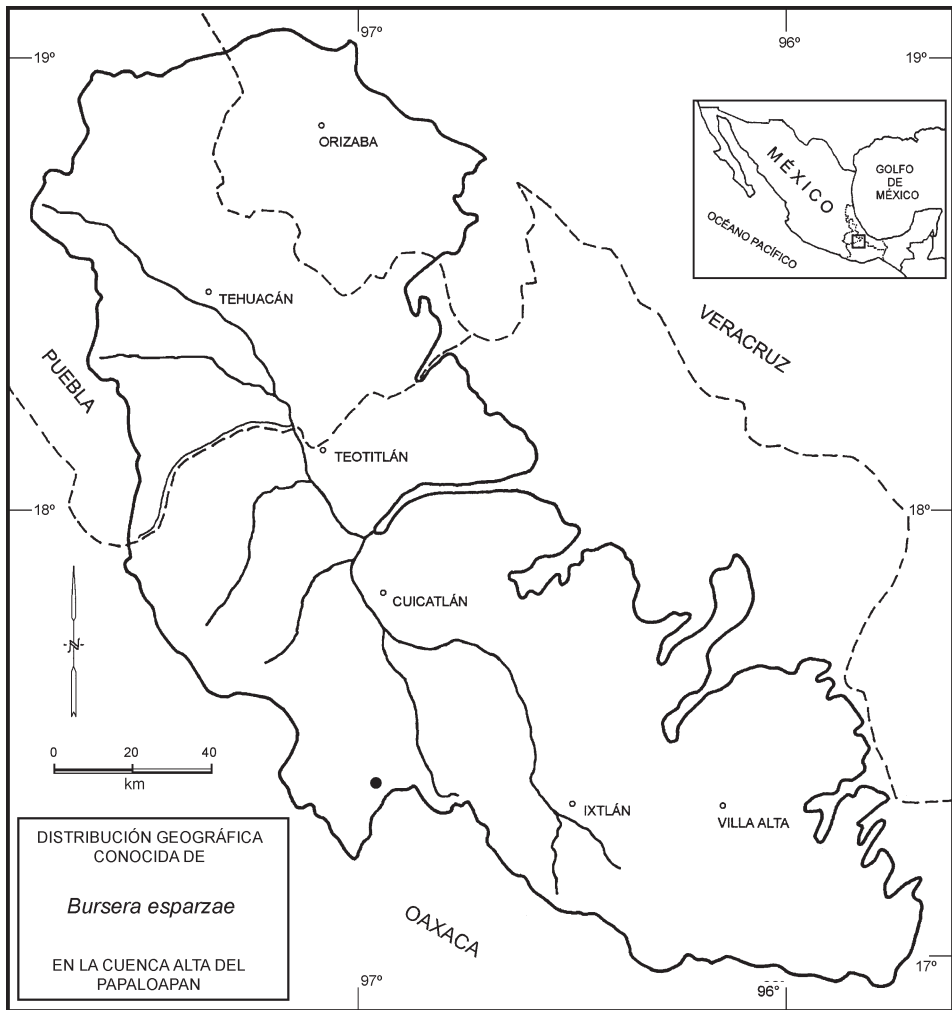 97º
96º
19º
19º
ORIZABA
MÉXICO
GOLFO
DE
MÉXICO
OCÉANO PACÍFICO
TEHUACÁN
VERACRUZ
PUEBLA
TEOTITLÁN
18º
18º
CUICATLÁN
N
0 20 40
km
IXTLÁN
VILLA ALTA
DISTRIBUCIÓN GEOGRÁFICA
CONOCIDA DE
Bursera esparzae
EN LA CUENCA ALTA DEL
PAPALOAPAN
OAXACA
17º
97º
96º